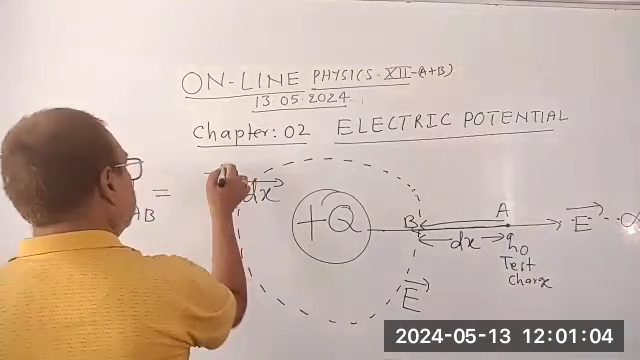 ON-LINE PHYSICS. XII-(A+B)
13.05.2024
Chapter: 02 ELECTRIC POTENTIAL
AB = dx
+Q B A E
dx q0
Test
charge
E
2024-05-13 12:01:04